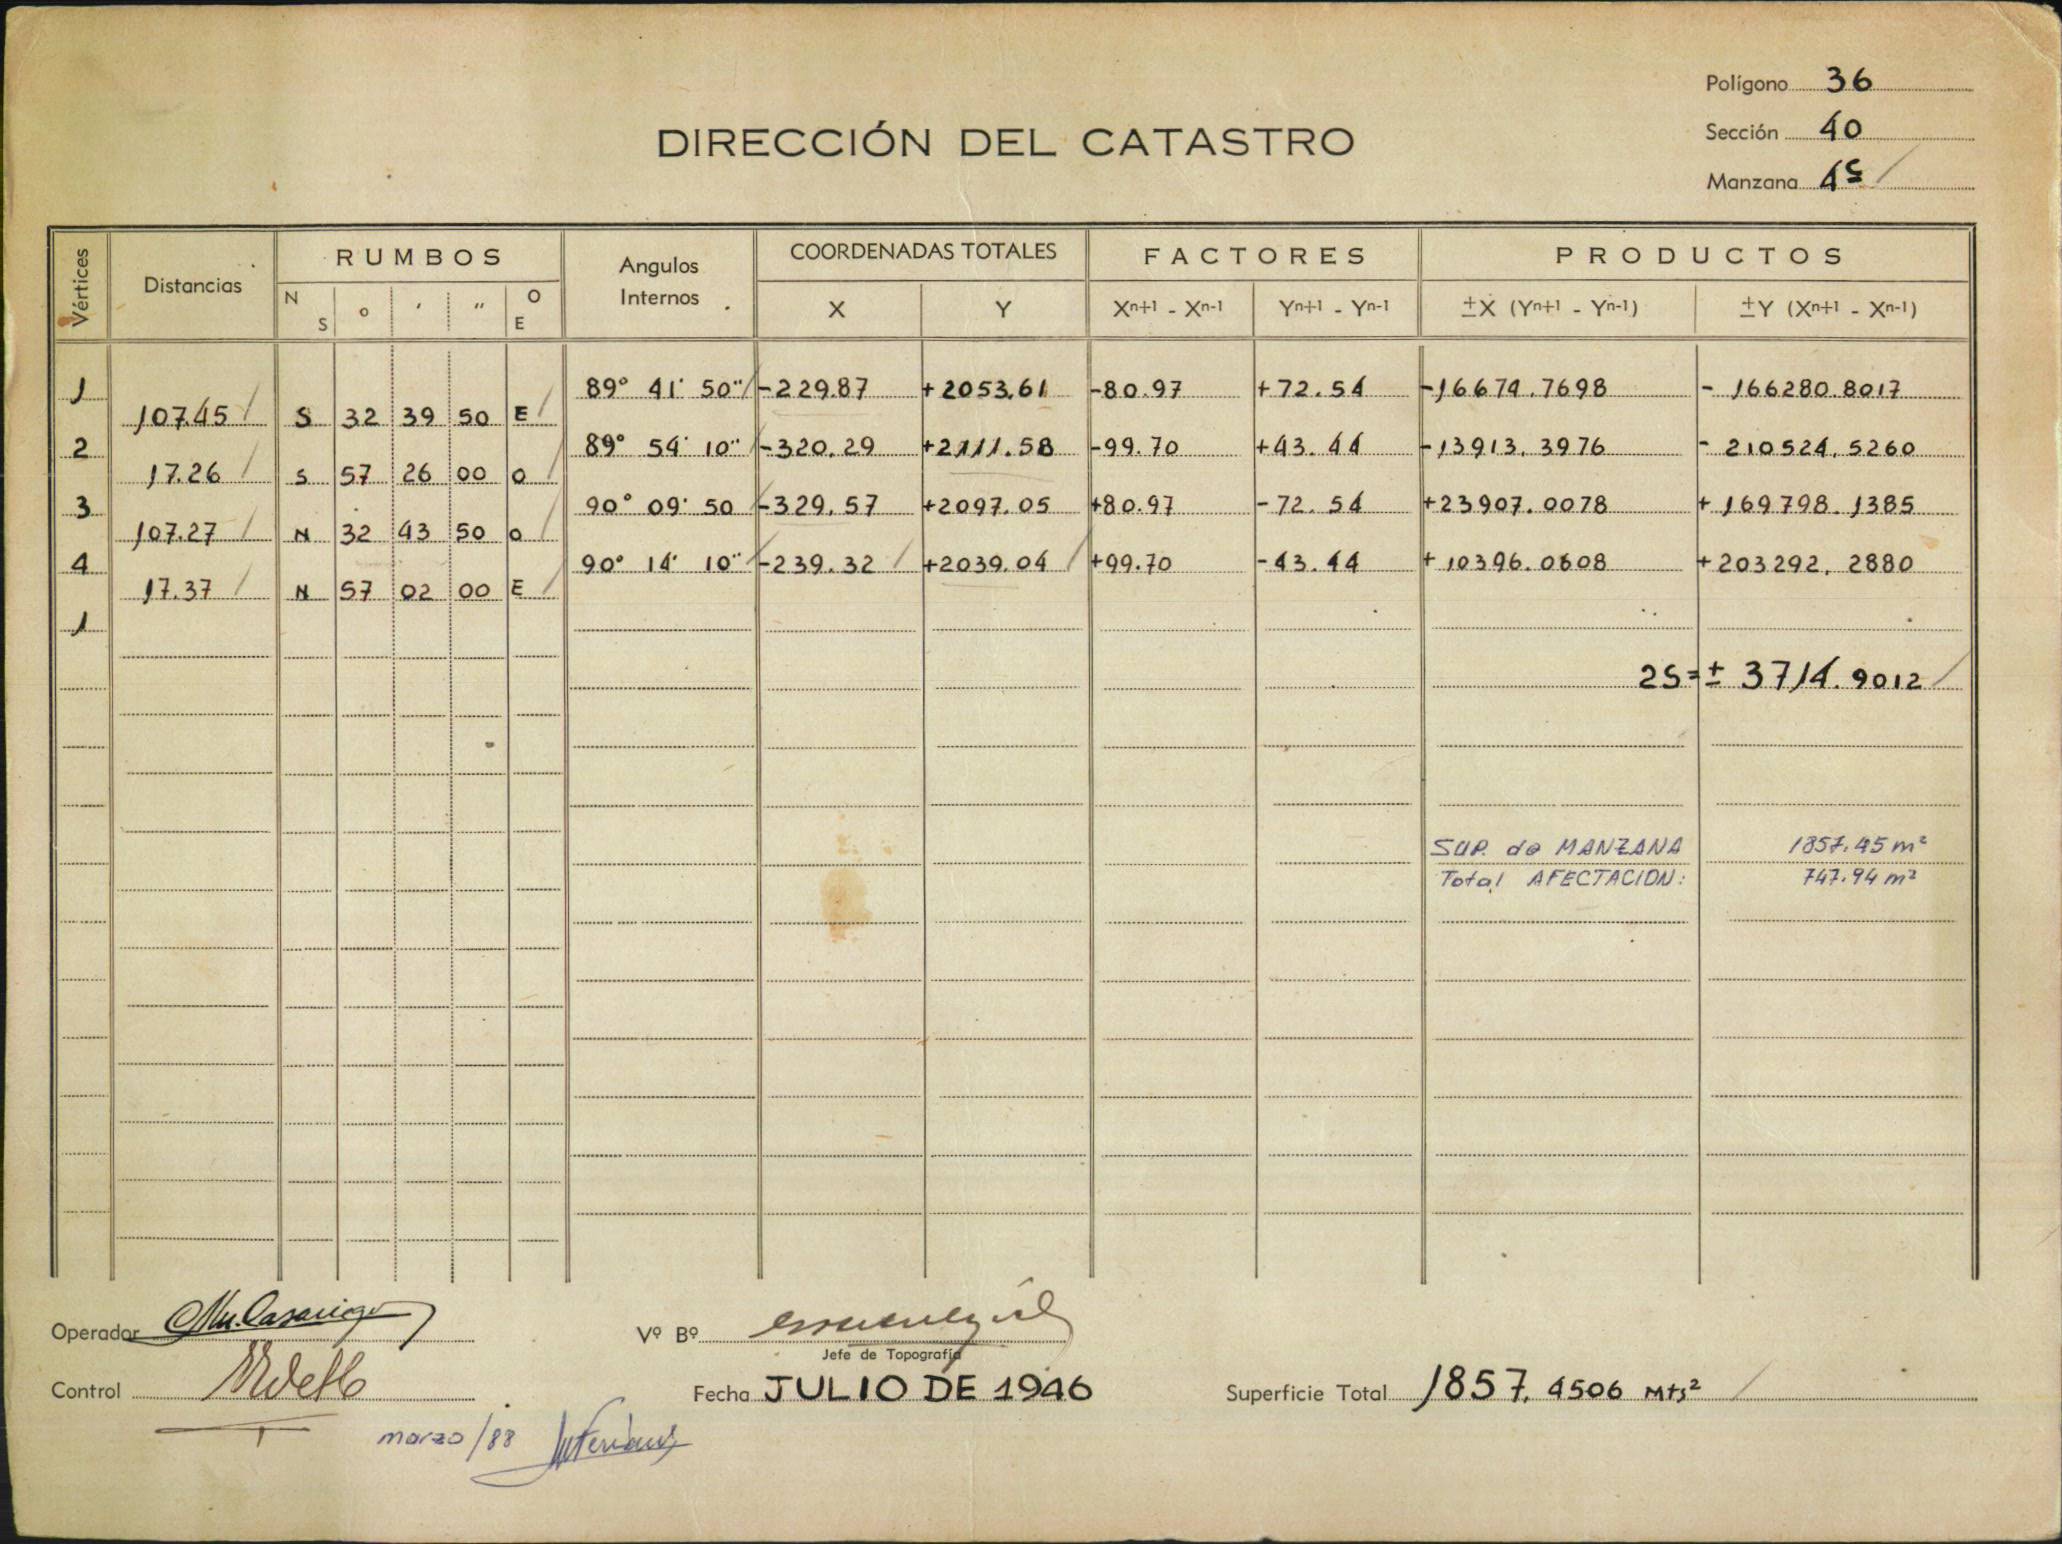 Polígono 36
Sección 40
Manzana 4c
DIRECCIÓN DEL CATASTRO
Vértices Distancias RUMBOS Angulos Internos COORDENADAS TOTALES FACTORES PRODUCTOS
N S o ' " O E X Y Xn+1 - Xn-1 Yn+1 - Yn-1 ±X (Yn+1 - Yn-1) ±Y (Xn+1 - Xn-1)
1 89° 41' 50" -229.87 +2053.61 -80.97 +72.54 -16674.7698 - 166280.8017
107.45 S 32 39 50 E
2 89° 54' 10" -320.29 +2111.58 -99.70 +43.44 -13913.3976 - 210524.5260
17.26 S 57 26 00 O
3 90° 09' 50 -329.57 +2097.05 +80.97 -72.54 +23907.0078 + 169798.1385
107.27 N 32 43 50 O
4 90° 14' 10" -239.32 +2039.04 +99.70 -43.44 +10396.0608 +203292.2880
17.37 N 57 02 00 E
1
2S=± 3714.9012
SUP. de MANZANA 1857.45 m²
Total AFECTACION: 747.94 m²
Operador
Vº Bº
Jefe de Topografía
Control
Fecha JULIO DE 1946
Superficie Total 1857.4506 Mts²
marzo/88